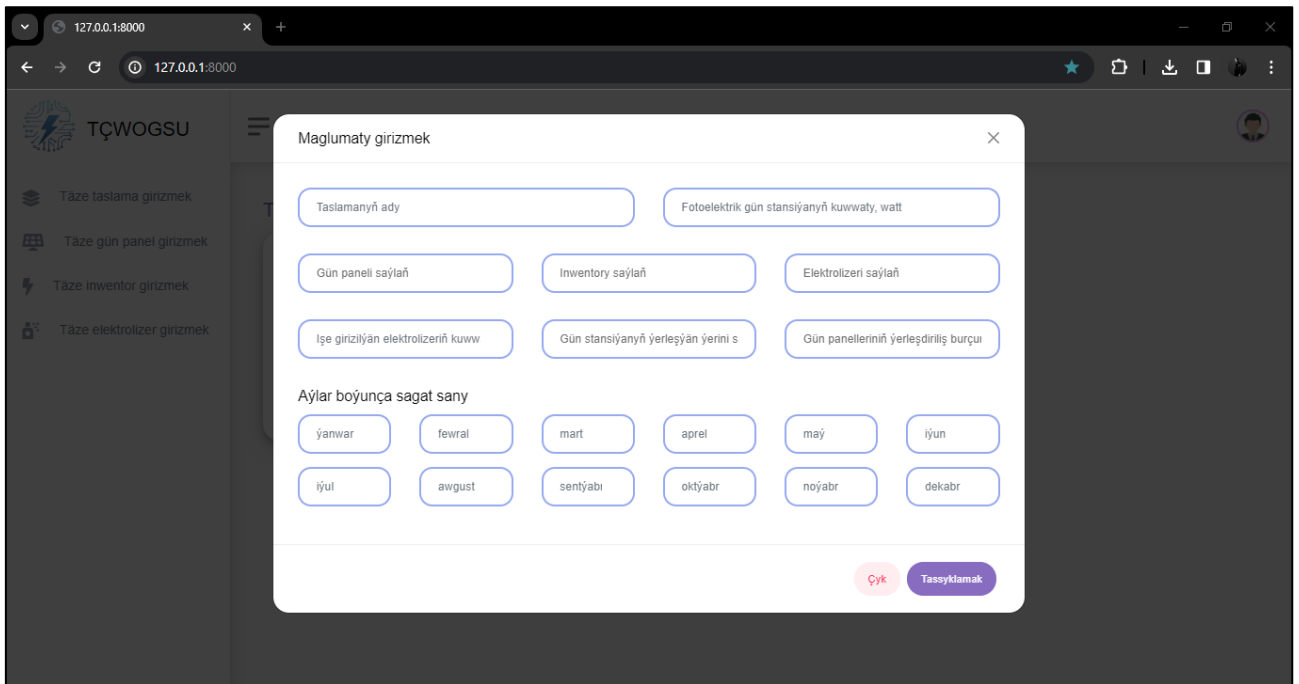 127.0.0.1:8000
127.0.0.1:8000
TÇWOGSU
Maglumaty girizmek
Täze taslama girizmek
Täze gün panel girizmek
Täze inwentor girizmek
Täze elektrolizer girizmek
T
Taslamanyň ady
Fotoelektrik gün stansiýanyň kuwwaty, watt
Gün paneli saýlaň
Inwentory saýlaň
Elektrolizeri saýlaň
Işe girizilýän elektrolizeriň kuww
Gün stansiýanyň ýerleşýän ýerini s
Gün panelleriniň ýerleşdiriliş burçu
Aýlar boýunça sagat sany
ýanwar
fewral
mart
aprel
maý
iýun
iýul
awgust
sentýabı
oktýabr
noýabr
dekabr
Çyk
Tassyklamak